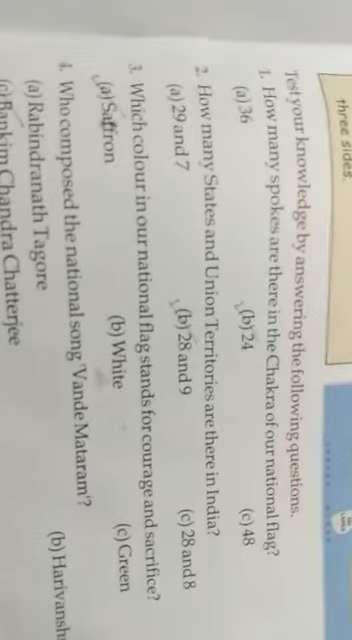 three sides.
Test your knowledge by answering the following questions.
1. How many spokes are there in the Chakra of our national flag?
(a) 36 (b) 24 (c) 48
2. How many States and Union Territories are there in India?
(a) 29 and 7 (b) 28 and 9 (c) 28 and 8
3. Which colour in our national flag stands for courage and sacrifice?
(a) Saffron (b) White (c) Green
4. Who composed the national song 'Vande Mataram'?
(a) Rabindranath Tagore (b) Harivansh
(c) Bankim Chandra Chatterjee